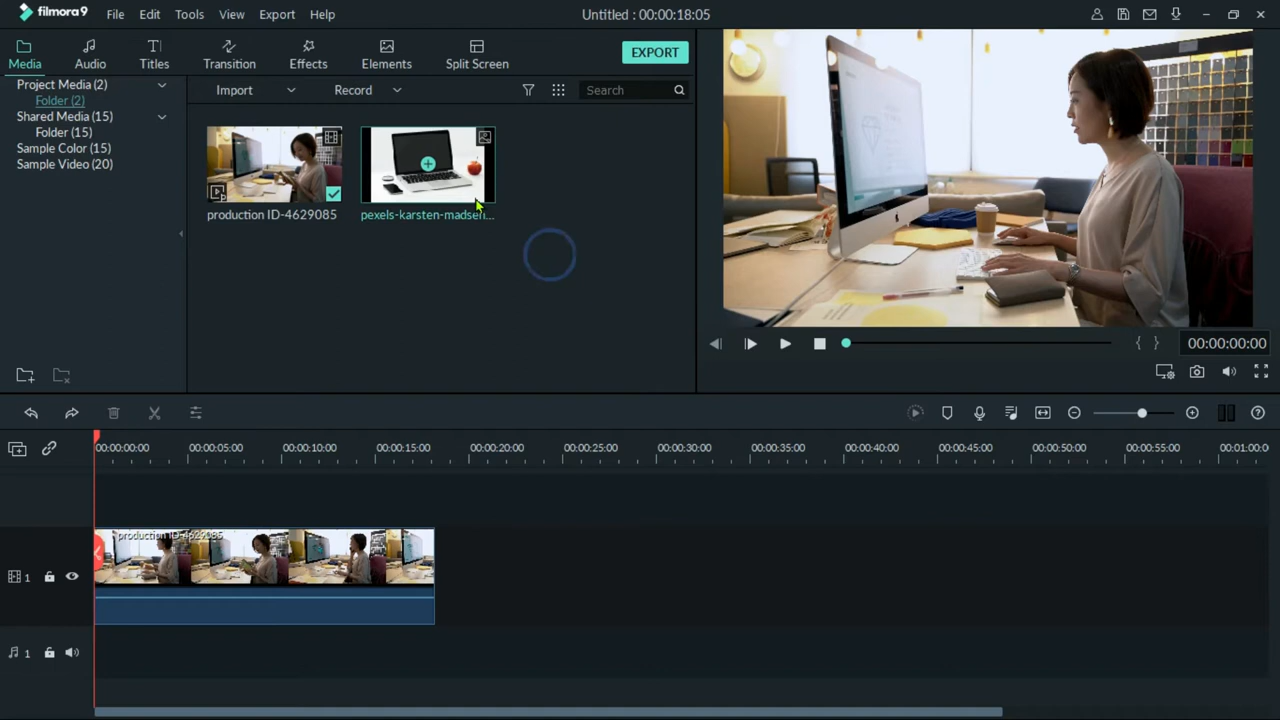 filmora9 File Edit Tools View Export Help Untitled : 00:00:18:05
Media Audio Titles Transition Effects Elements Split Screen EXPORT
Project Media (2)
Folder (2)
Shared Media (15)
Folder (15)
Sample Color (15)
Sample Video (20)
Import Record Search
production ID-4629085 pexels-karsten-madsen...
00:00:00:00
00:00:00:00 00:00:05:00 00:00:10:00 00:00:15:00 00:00:20:00 00:00:25:00 00:00:30:00 00:00:35:00 00:00:40:00 00:00:45:00 00:00:50:00 00:00:55:00 00:01:00:0
production ID-4629085
1
1